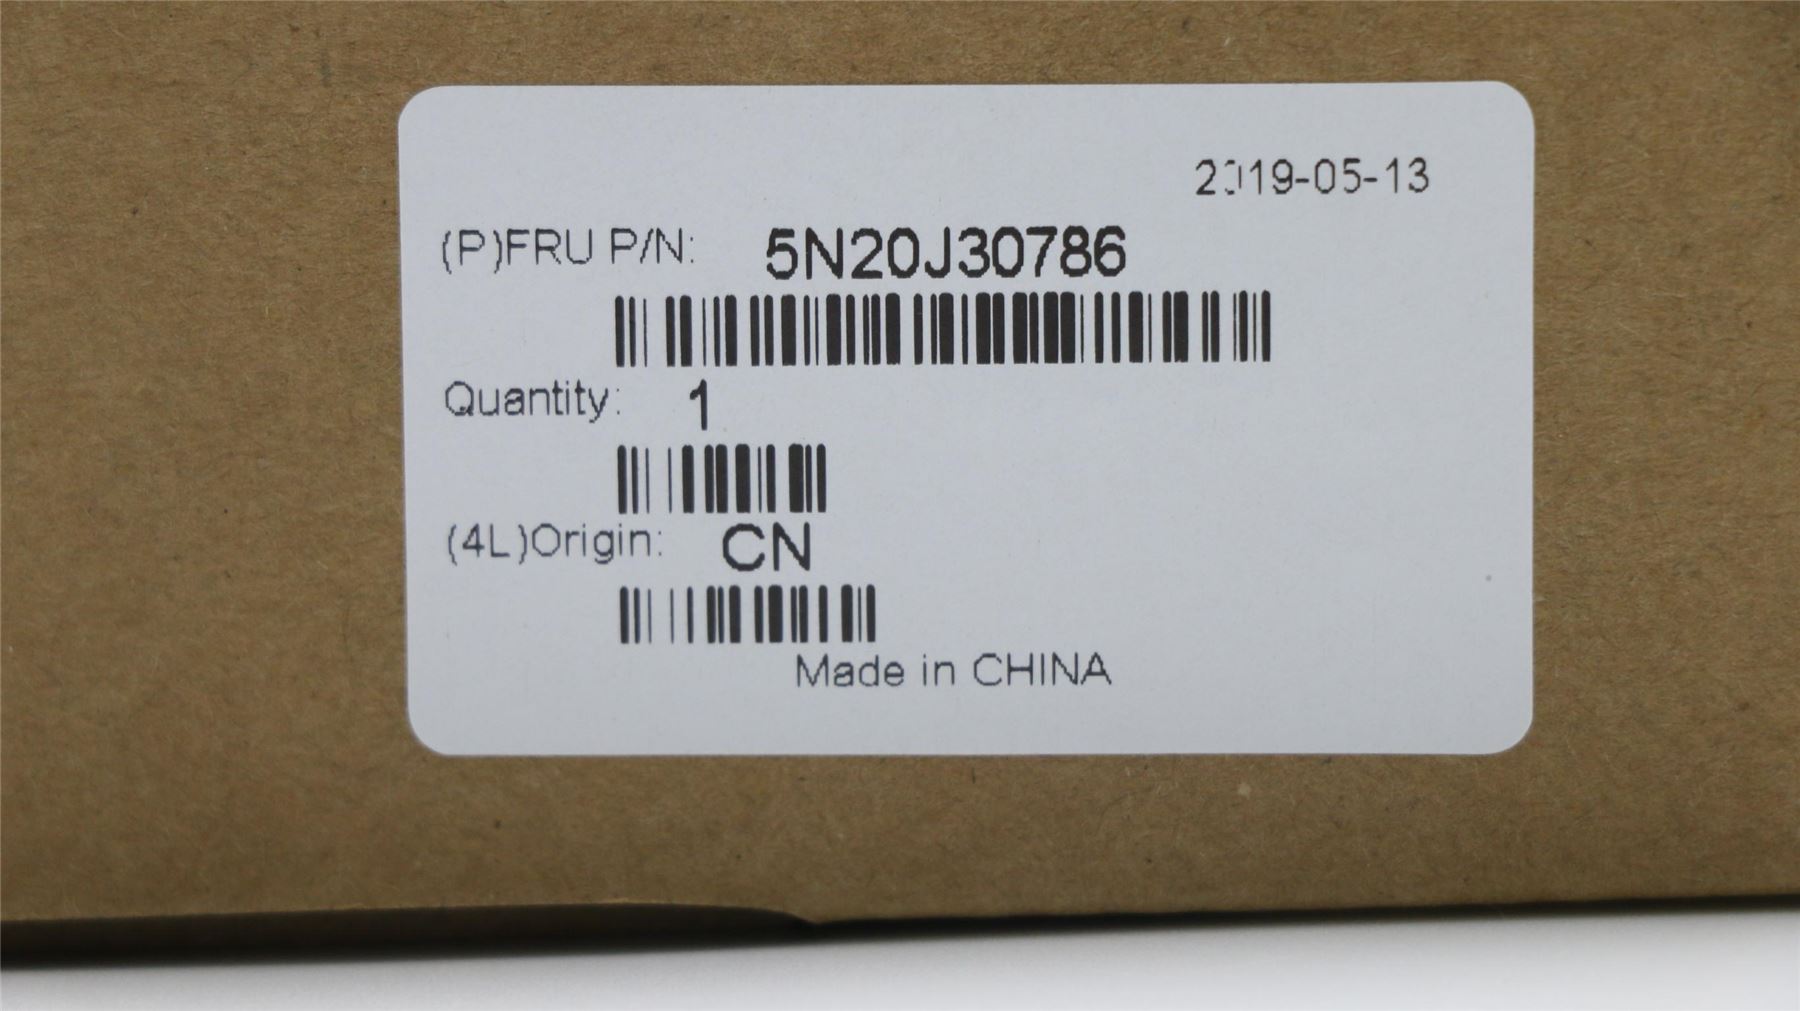 2019-05-13
(P)FRU P/N: 5N20J30786
Quantity: 1
(4L)Origin: CN
Made in CHINA